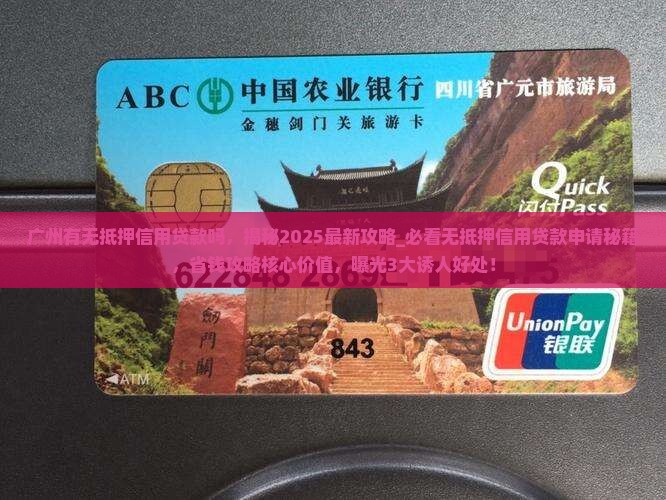 ABC 中国农业银行 四川省广元市旅游局
金穗剑门关旅游卡
Quick
闪付Pass
广州有无抵押信用贷款吗，揭秘2025最新攻略_必看无抵押信用贷款申请秘籍
，省钱攻略核心价值，曝光3大诱人好处！
劍門關
843
UnionPay
银联
ATM